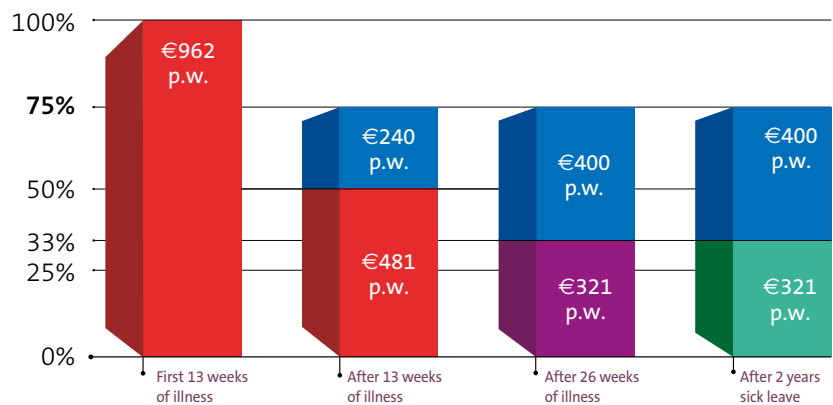 100%
75%
50%
33%
25%
0%
€962
p.w.
€240
p.w.
€481
p.w.
€400
p.w.
€321
p.w.
€400
p.w.
€321
p.w.
First 13 weeks
of illness
After 13 weeks
of illness
After 26 weeks
of illness
After 2 years
sick leave